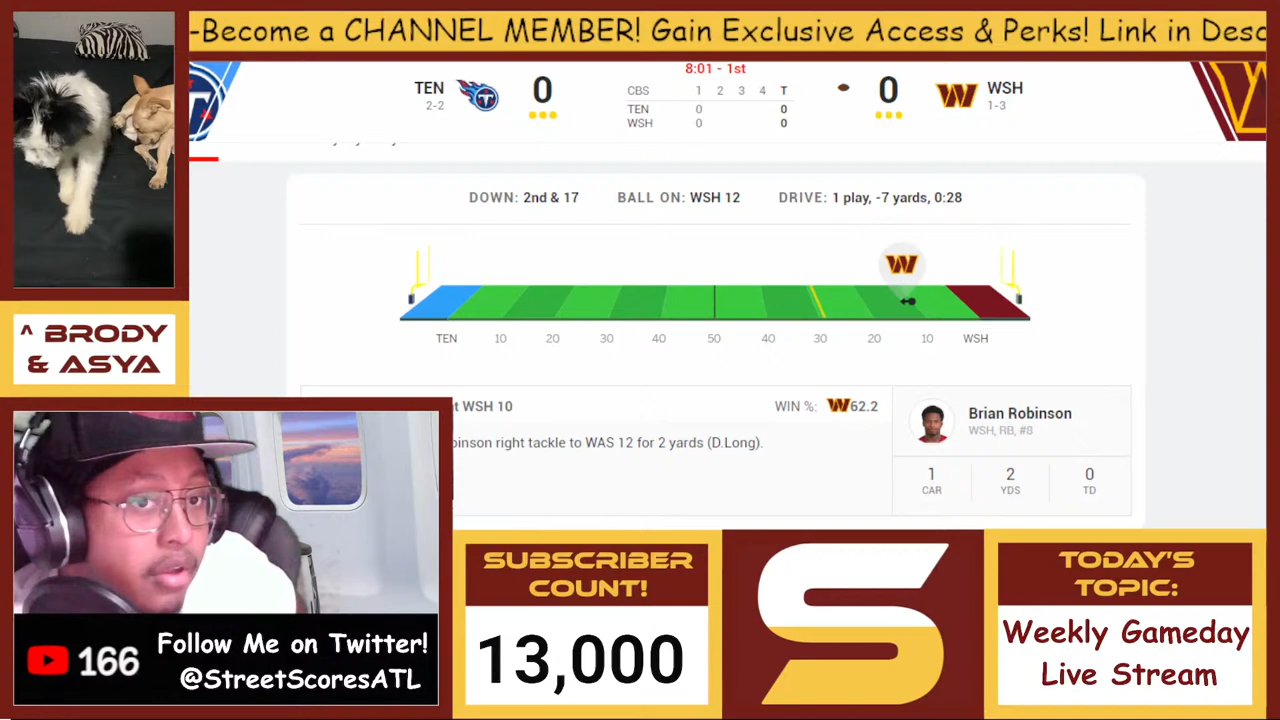 -Become a CHANNEL MEMBER! Gain Exclusive Access & Perks! Link in Desc
8:01 - 1st
TEN 0 CBS 1 2 3 4 T 0 WSH
2-2 TEN 0 0 1-3
WSH 0 0
DOWN: 2nd & 17 BALL ON: WSH 12 DRIVE: 1 play, -7 yards, 0:28
TEN 10 20 30 40 50 40 30 20 10 WSH
^ BRODY
& ASYA
WSH 10 WIN %: 62.2
right tackle to WAS 12 for 2 yards (D.Long).
Brian Robinson
WSH, RB, #8
1 2 0
CAR YDS TD
166
Follow Me on Twitter!
@StreetScoresATL
SUBSCRIBER
COUNT!
13,000
S
TODAY'S
TOPIC:
Weekly Gameday
Live Stream